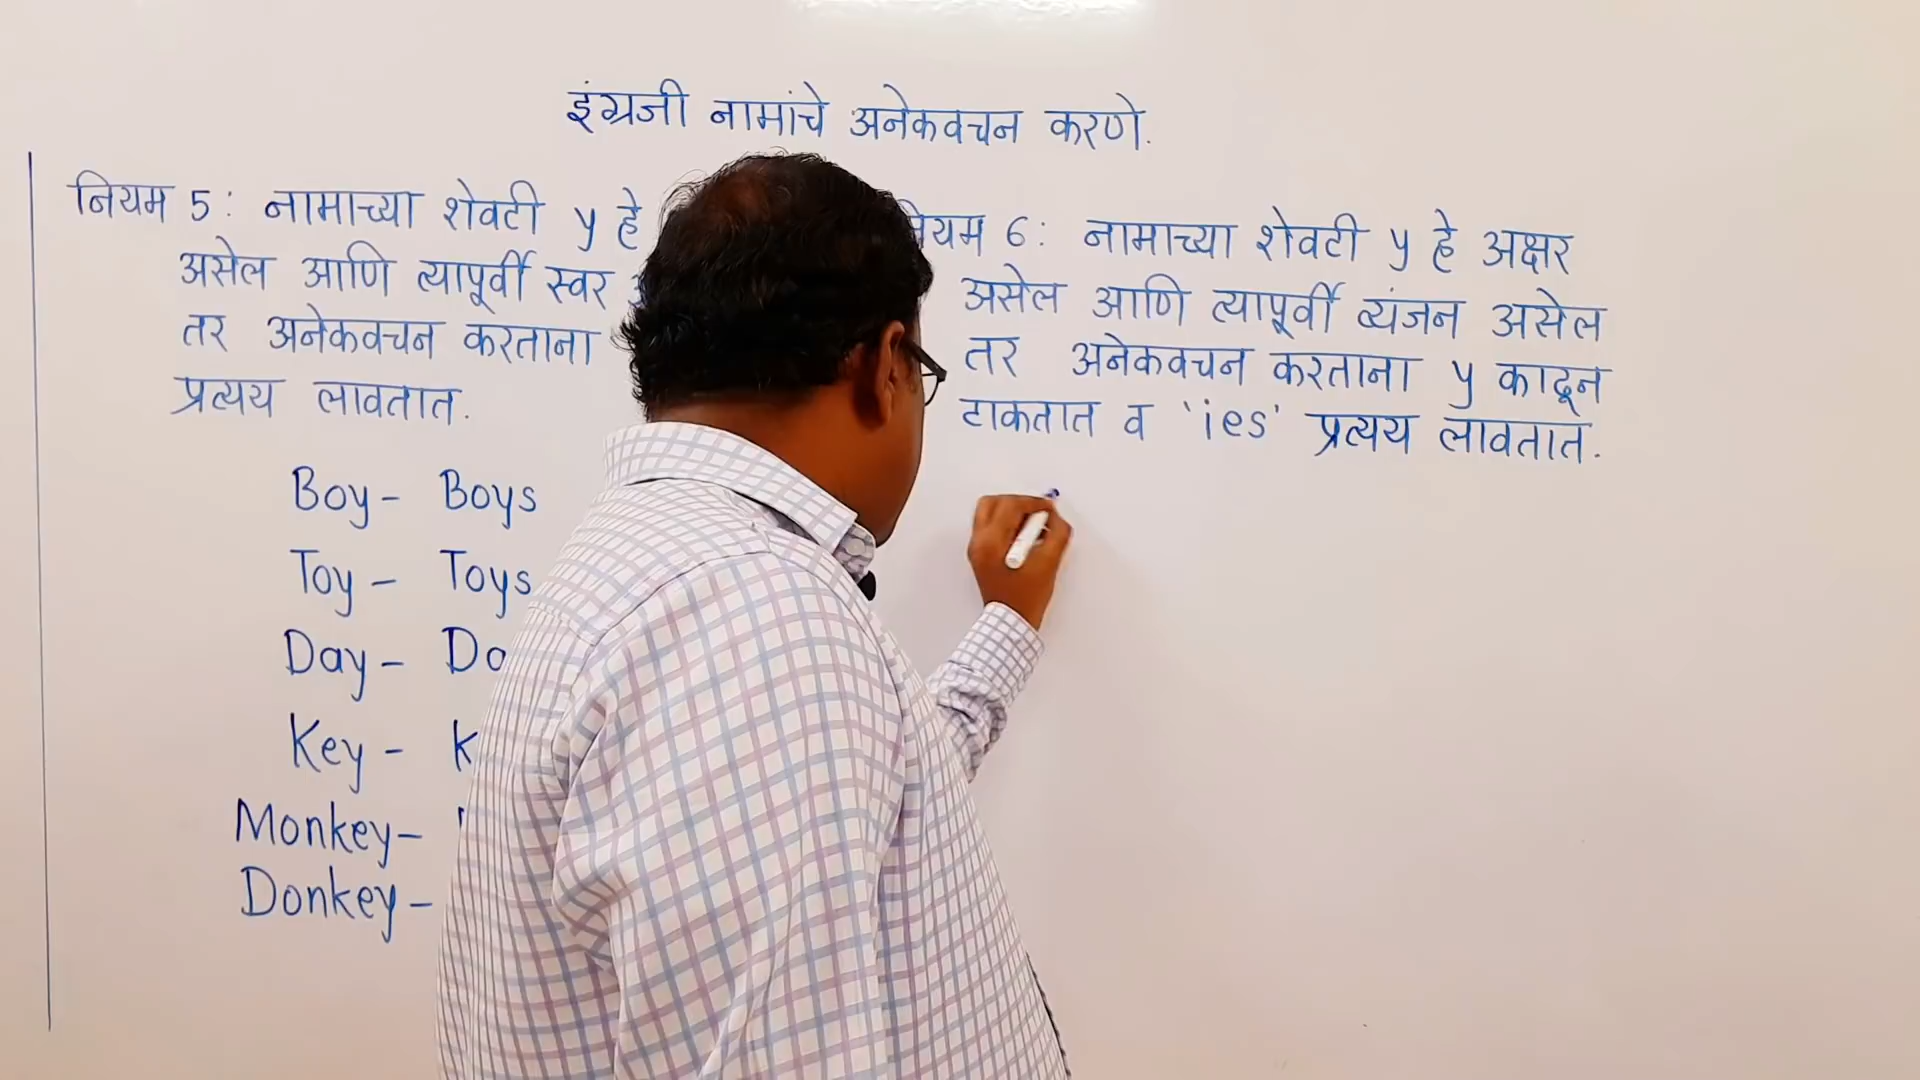 इंग्रजी नामांचे अनेकवचन करणे.
नियम 5: नामाच्या शेवटी y हे
असेल आणि त्यापूर्वी स्वर
तर अनेकवचन करताना
प्रत्यय लावतात.
Boy- Boys
Toy - Toys
Day-
Key -
Monkey-
Donkey-
6: नामाच्या शेवटी y हे अक्षर
असेल आणि त्यापूर्वी व्यंजन असेल
तर अनेकवचन करताना y काढून
टाकतात व 'ies' प्रत्यय लावतात.